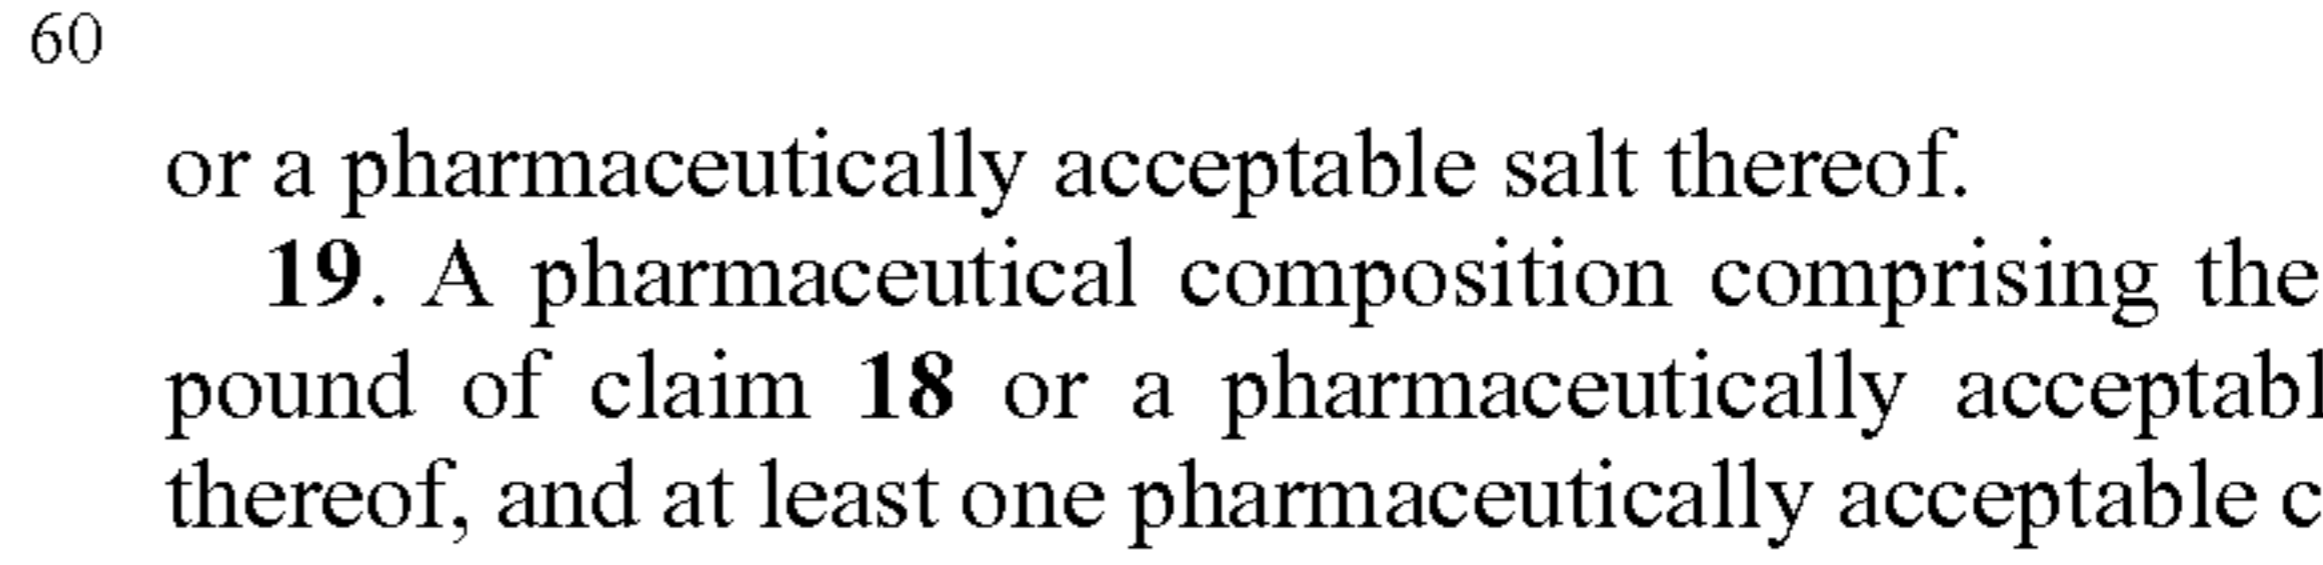 60
or a pharmaceutically acceptable salt thereof.
19. A pharmaceutical composition comprising the
pound of claim 18 or a pharmaceutically
thereof, and at least one pharmaceutically acceptable